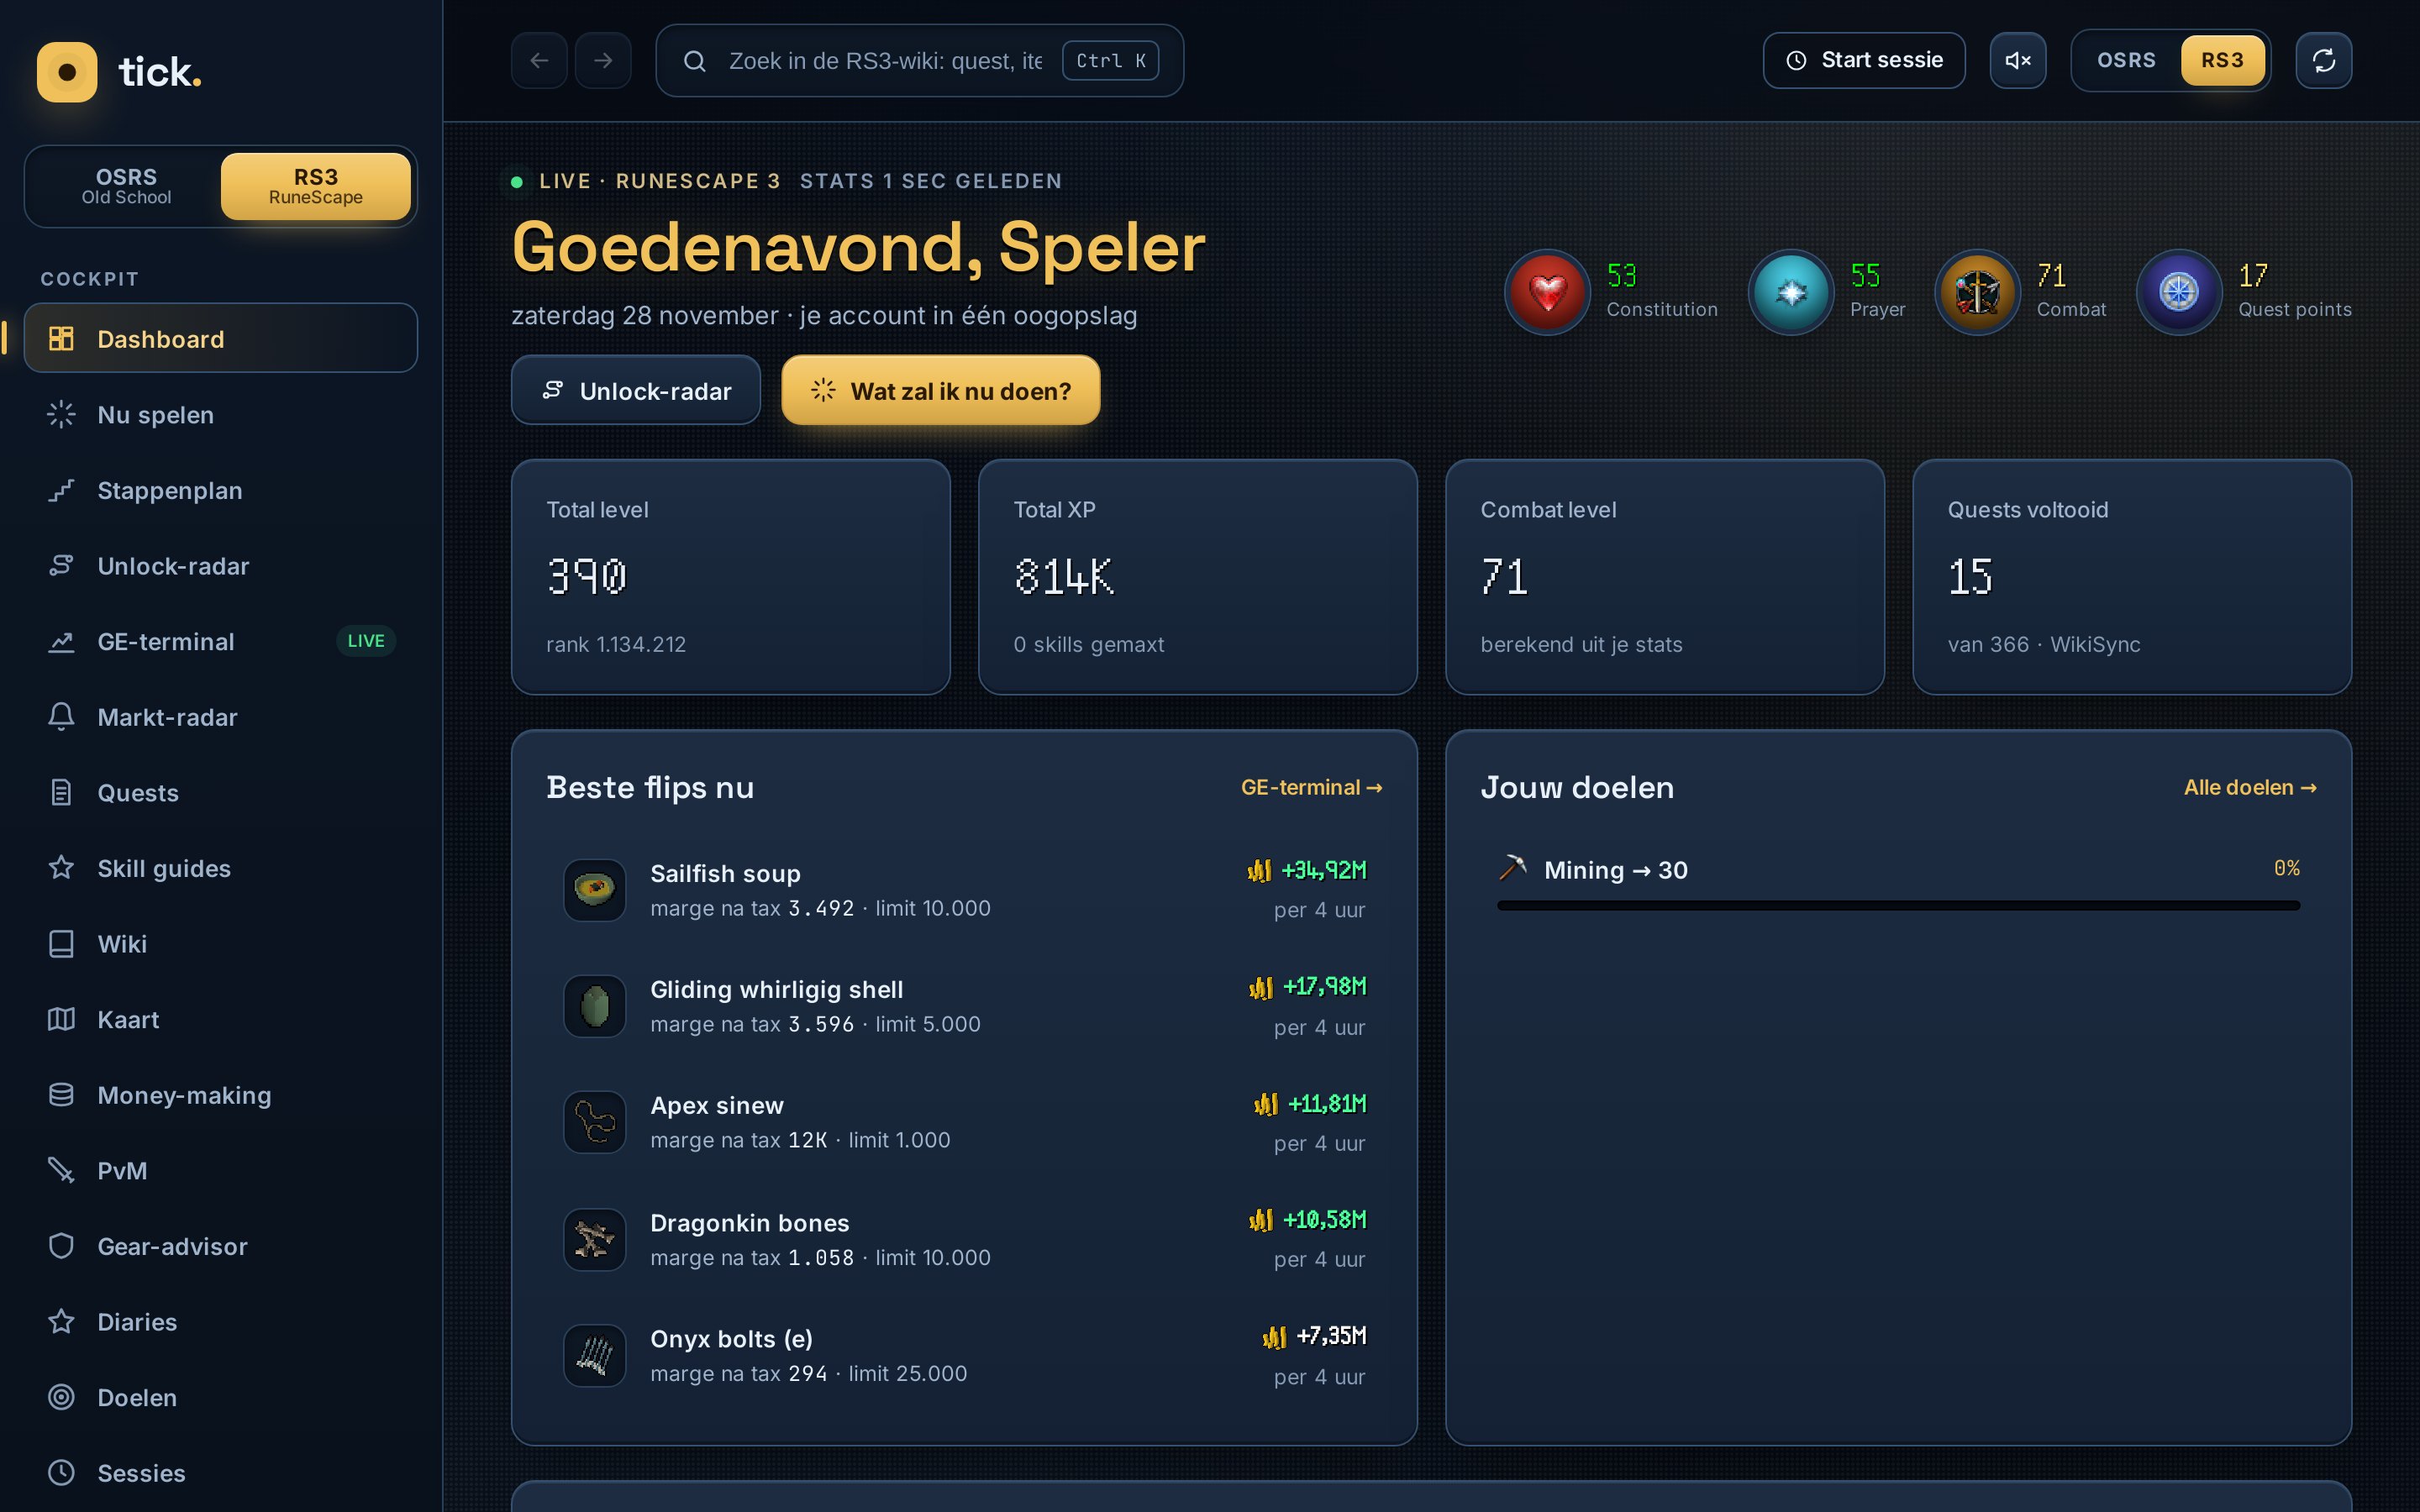 tick.
OSRS
Old School
RS3
RuneScape
COCKPIT
Dashboard
Nu spelen
Stappenplan
Unlock-radar
GE-terminal LIVE
Markt-radar
Quests
Skill guides
Wiki
Kaart
Money-making
PvM
Gear-advisor
Diaries
Doelen
Sessies
Zoek in de RS3-wiki: quest, ite Ctrl K
Start sessie
OSRS RS3
LIVE · RUNESCAPE 3 STATS 1 SEC GELEDEN
Goedenavond, Speler
zaterdag 28 november · je account in één oogopslag
Unlock-radar
Wat zal ik nu doen?
53
Constitution
55
Prayer
71
Combat
17
Quest points
Total level
390
rank 1.134.212
Total XP
814K
0 skills gemaxt
Combat level
71
berekend uit je stats
Quests voltooid
15
van 366 · WikiSync
Beste flips nu GE-terminal →
Sailfish soup +34,92M
marge na tax 3.492 · limit 10.000 per 4 uur
Gliding whirligig shell +17,98M
marge na tax 3.596 · limit 5.000 per 4 uur
Apex sinew +11,81M
marge na tax 12K · limit 1.000 per 4 uur
Dragonkin bones +10,58M
marge na tax 1.058 · limit 10.000 per 4 uur
Onyx bolts (e) +7,35M
marge na tax 294 · limit 25.000 per 4 uur
Jouw doelen Alle doelen →
Mining → 30 0%